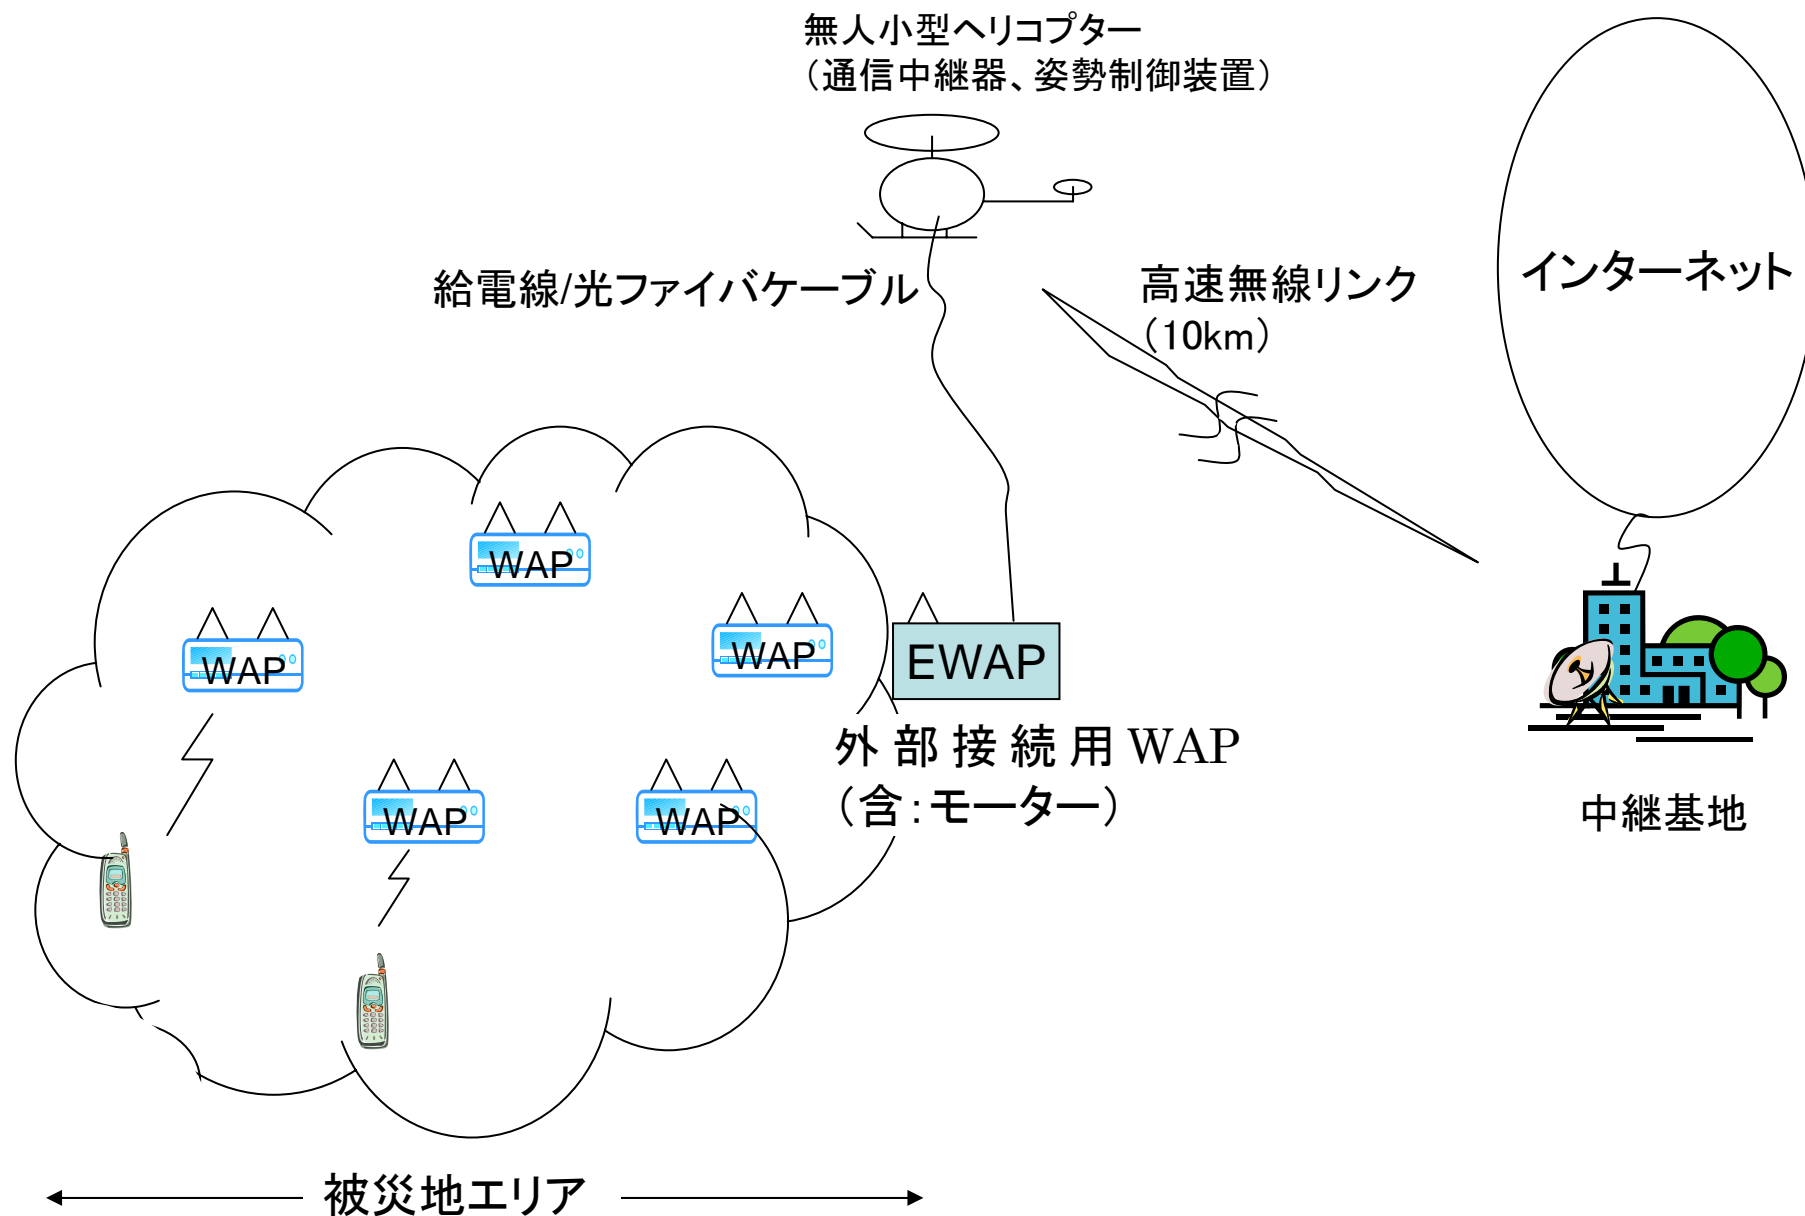 無人小型ヘリコプター
（通信中継器、姿勢制御装置）
給電線/光ファイバケーブル
高速無線リンク
（10km）
インターネット
WAP
WAP
WAP
EWAP
WAP
WAP
外部接続用WAP
（含：モーター）
中継基地
被災地エリア